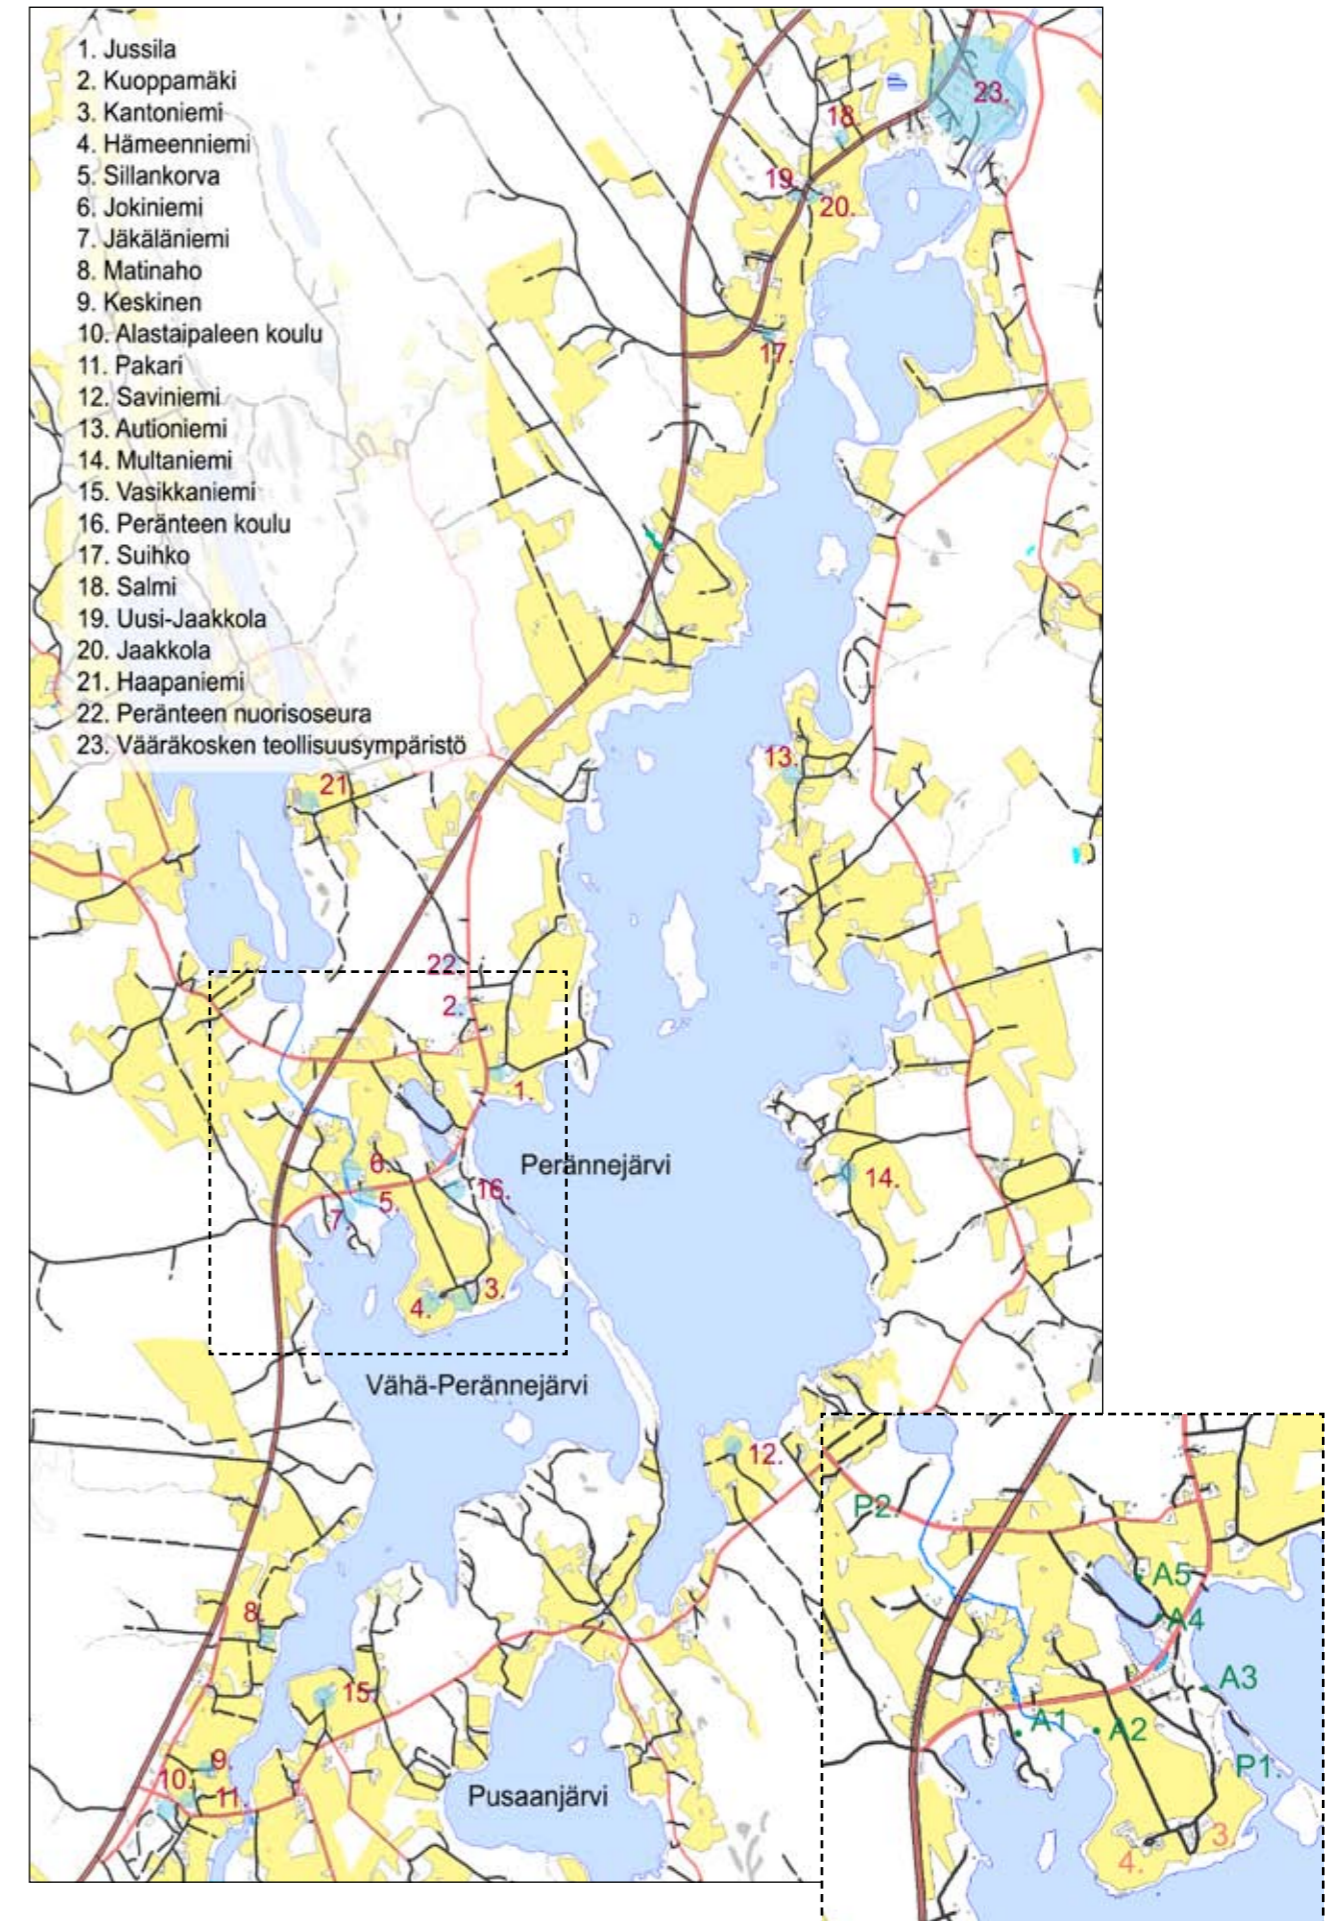 1. Jussila
2. Kuoppamäki
3. Kantoniemi
4. Hämeenniemi
5. Sillankorva
6. Jokiniemi
7. Jäkäläniemi
8. Matinaho
9. Keskinen
10. Alastaipaleen koulu
11. Pakari
12. Saviniemi
13. Autioniemi
14. Multaniemi
15. Vasikkaniemi
16. Peränteen koulu
17. Suihko
18. Salmi
19. Uusi-Jaakkola
20. Jaakkola
21. Haapaniemi
22. Peränteen nuorisoseura
23. Vääräkosken teollisuusympäristö
23.
18.
19.
20.
17.
13.
21.
22.
2.
1.
Perännejärvi
6.
16.
14.
5.
7.
3.
4.
Vähä-Perännejärvi
12.
P2.
A5
8.
A4
A3
15.
A1
A2
9.
P1.
10.
11.
Pusaanjärvi
3.
4.